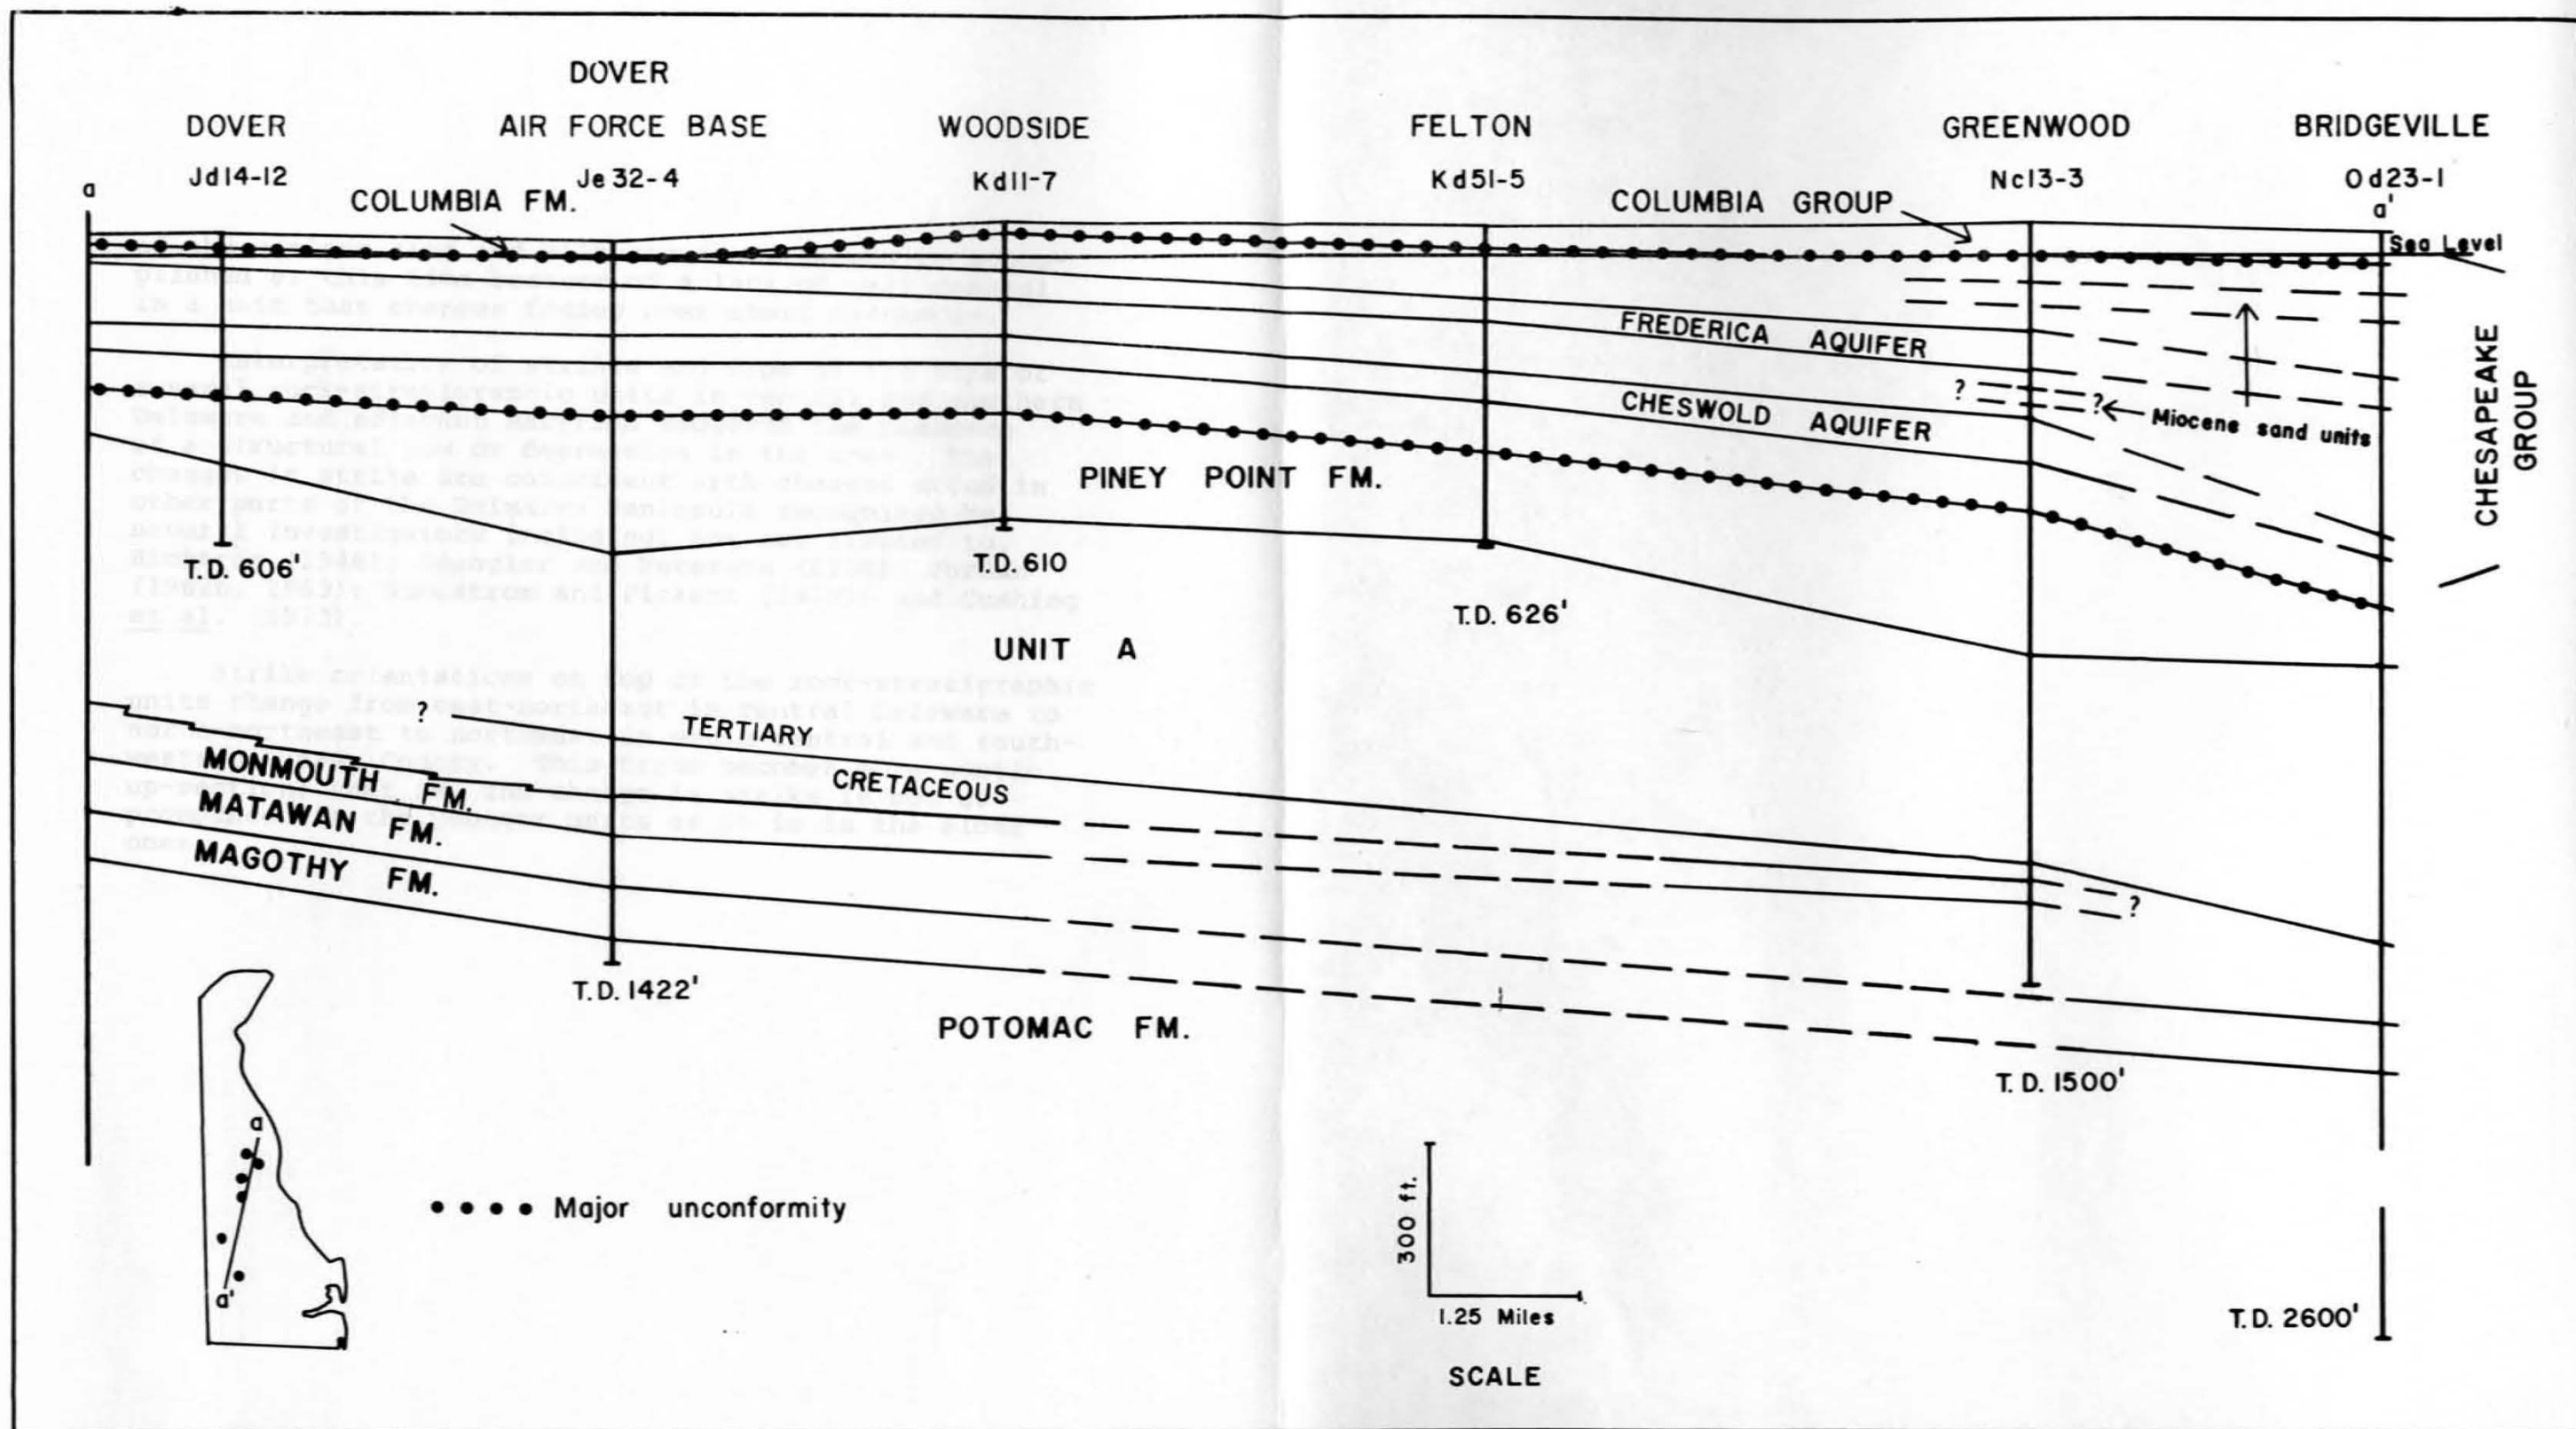 DOVER
DOVER
AIR FORCE BASE
WOODSIDE
FELTON
GREENWOOD
BRIDGEVILLE
a
Jd14-12
Je32-4
Kd11-7
Kd51-5
Nc13-3
Od23-1
a'
COLUMBIA FM.
COLUMBIA GROUP
Sea Level
FREDERICA AQUIFER
CHESWOLD AQUIFER
?
?
Miocene sand units
CHESAPEAKE
GROUP
PINEY POINT FM.
T.D. 606'
T.D. 610
T.D. 626'
UNIT A
?
TERTIARY
CRETACEOUS
MONMOUTH FM.
MATAWAN FM.
MAGOTHY FM.
?
T.D. 1422'
POTOMAC FM.
T.D. 1500'
a
a'
Major unconformity
300 ft.
1.25 Miles
SCALE
T.D. 2600'